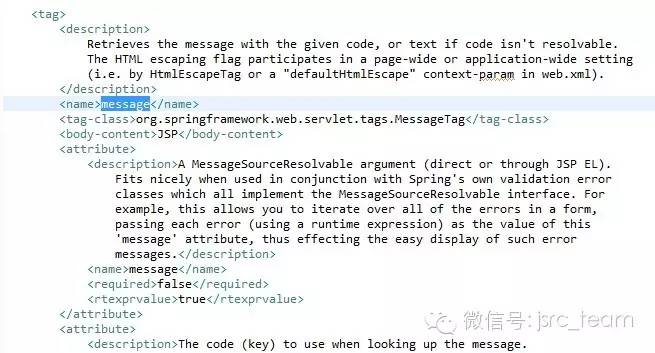 <tag>
<description>
Retrieves the message with the given code, or text if code isn't resolvable.
The HTML escaping flag participates in a page-wide or application-wide setting
(i.e. by HtmlEscapeTag or a "defaultHtmlEscape" context-param in web.xml).
</description>
<name>message</name>
<tag-class>org.springframework.web.servlet.tags.MessageTag</tag-class>
<body-content>JSP</body-content>
<attribute>
<description>A MessageSourceResolvable argument (direct or through JSP EL).
Fits nicely when used in conjunction with Spring's own validation error
classes which all implement the MessageSourceResolvable interface. For
example, this allows you to iterate over all of the errors in a form,
passing each error (using a runtime expression) as the value of this
'message' attribute, thus effecting the easy display of such error
messages.</description>
<name>message</name>
<required>false</required>
<rtexprvalue>true</rtexprvalue>
</attribute>
<attribute>
<description>The code (key) to use when looking up the message.
微信号: jsrc_team